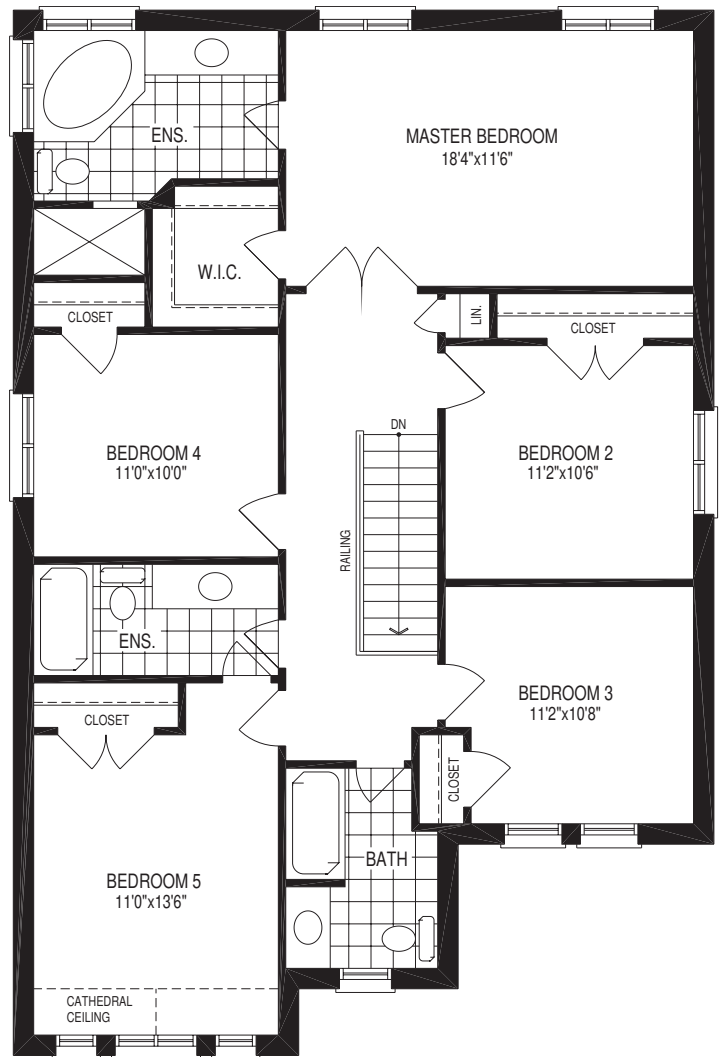 ENS.
MASTER BEDROOM
18'4"x11'6"
W.I.C.
CLOSET
LIN.
CLOSET
DN
BEDROOM 4
11'0"x10'0"
BEDROOM 2
11'2"x10'6"
RAILING
ENS.
BEDROOM 3
11'2"x10'8"
CLOSET
CLOSET
BATH
BEDROOM 5
11'0"x13'6"
CATHEDRAL
CEILING